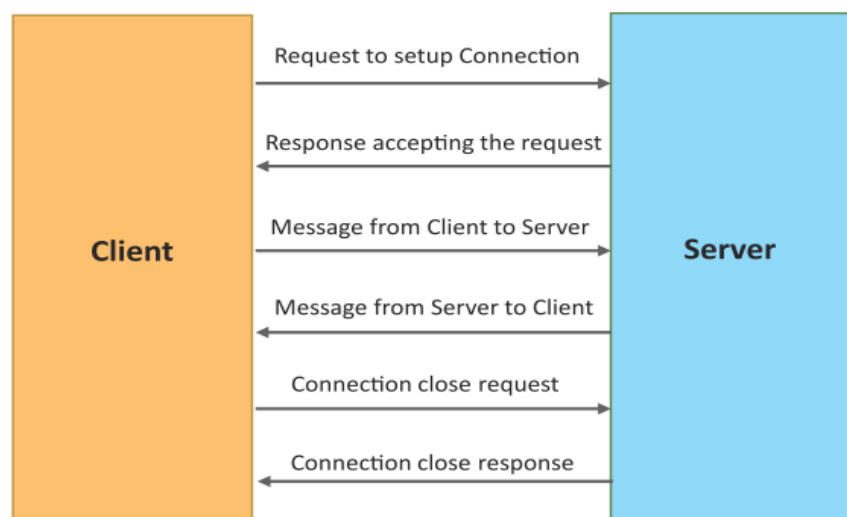 Request to setup Connection
Response accepting the request
Message from Client to Server
Client
Server
Message from Server to Client
Connection close request
Connection close response